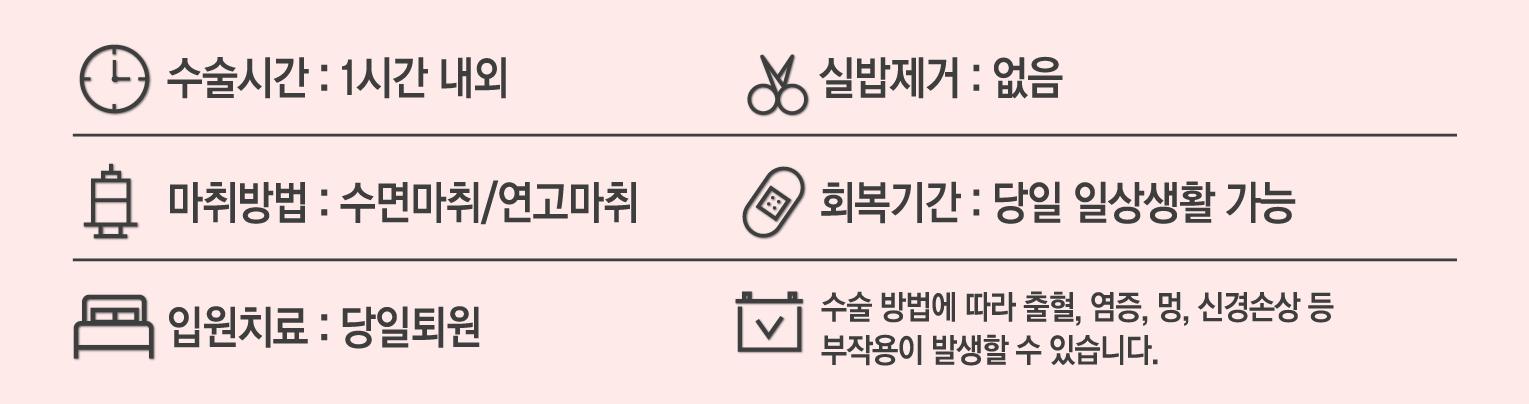 수술시간 : 1시간 내외
실밥제거 : 없음
마취방법 : 수면마취/연고마취
회복기간 : 당일 일상생활 가능
입원치료 : 당일퇴원
수술 방법에 따라 출혈, 염증, 멍, 신경손상 등
부작용이 발생할 수 있습니다.